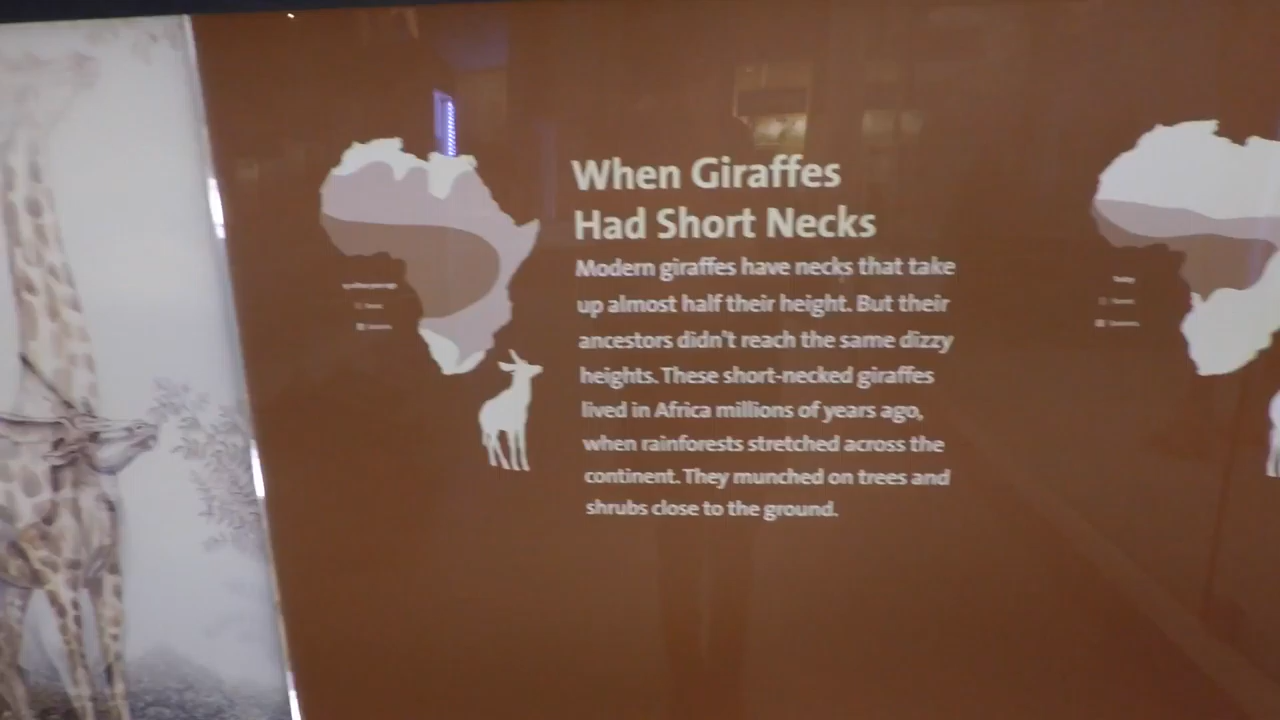 When Giraffes
Had Short Necks
Modern giraffes have necks that take
up almost half their height. But their
ancestors didn't reach the same dizzy
heights. These short-necked giraffes
lived in Africa millions of years ago,
when rainforests stretched across the
continent. They munched on trees and
shrubs close to the ground.
Today